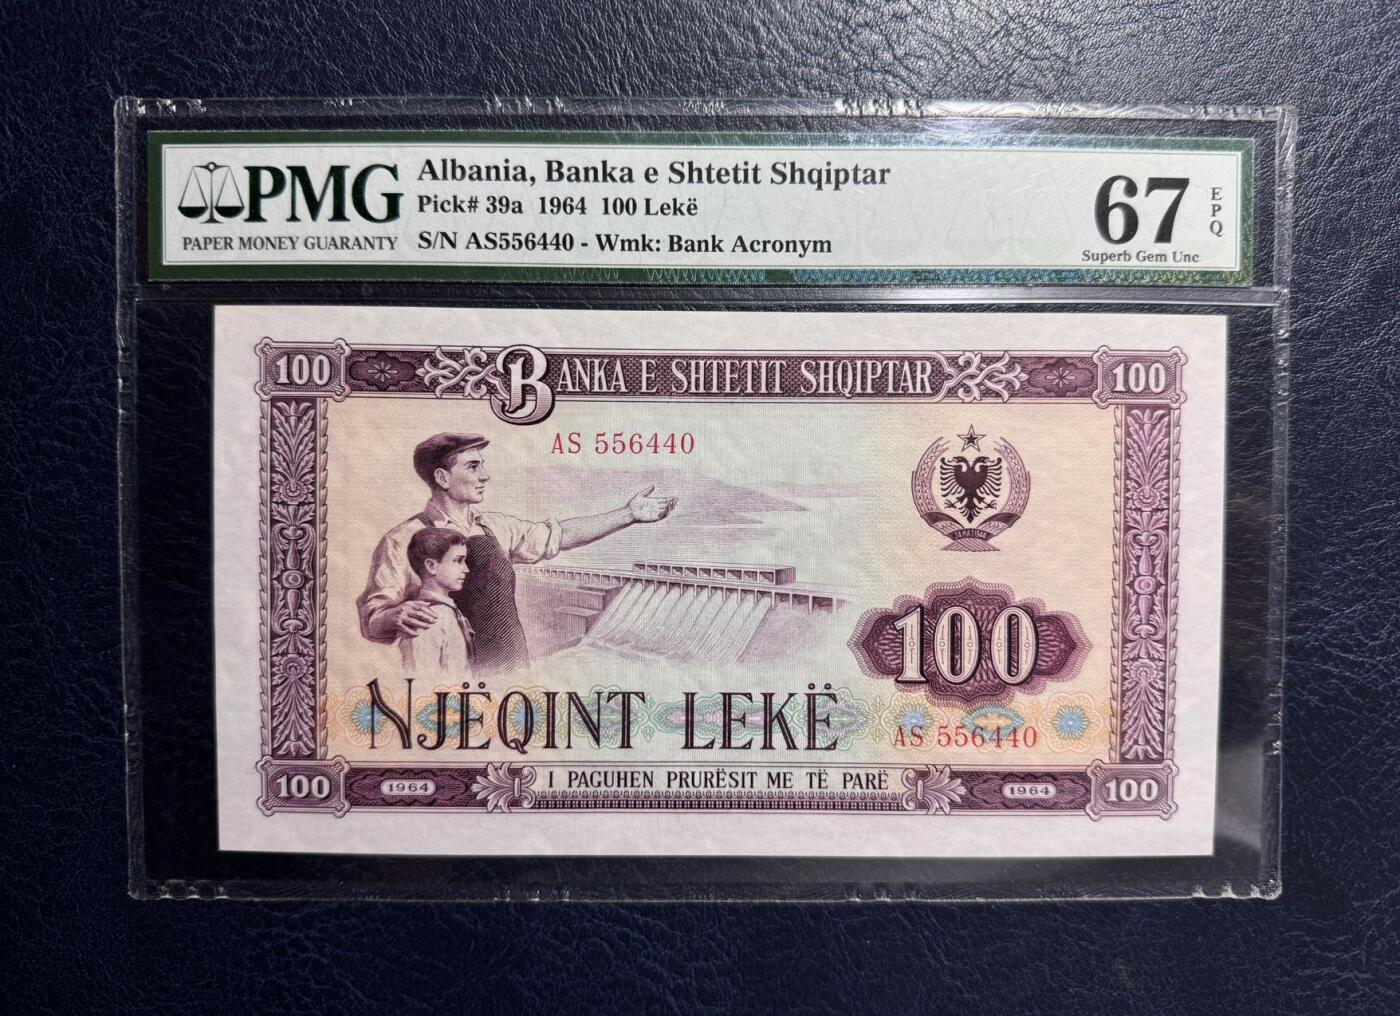 PMG
PAPER MONEY GUARANTY
Albania, Banka e Shtetit Shqiptar
Pick# 39a 1964 100 Lekë
S/N AS556440 - Wmk: Bank Acronym
67
EPQ
Superb Gem Unc
100
BANKA E SHTETIT SHQIPTAR
100
AS 556440
100
NJËQINT LEKË
AS 556440
100
1964
I PAGUHEN PRURËSIT ME TË PARË
1964
100